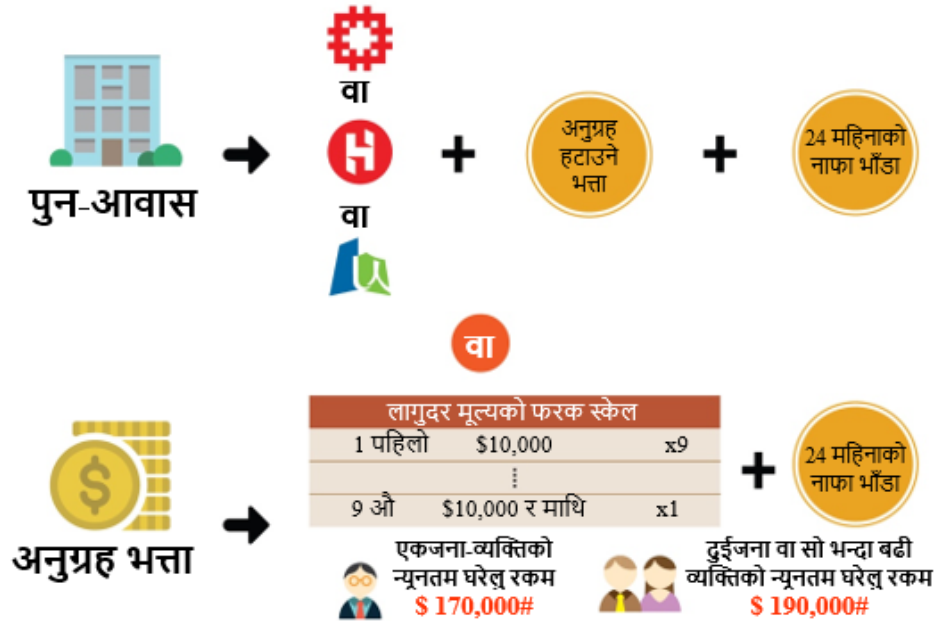 वा
वा
पुन-आवास
अनुग्रह
हटाउने
भत्ता
24 महिनाको
नाफा भाँडा
वा
लागुदर मूल्यको फरक स्केल
1 पहिलो $10,000 x9
9 औ $10,000 र माथि x1
24 महिनाको
नाफा भाँडा
अनुग्रह भत्ता
एकजना-व्यक्तिको
न्यूनतम घरेलु रकम
$ 170,000#
दुईजना वा सो भन्दा बढी
व्यक्तिको न्यूनतम घरेलु रकम
$ 190,000#